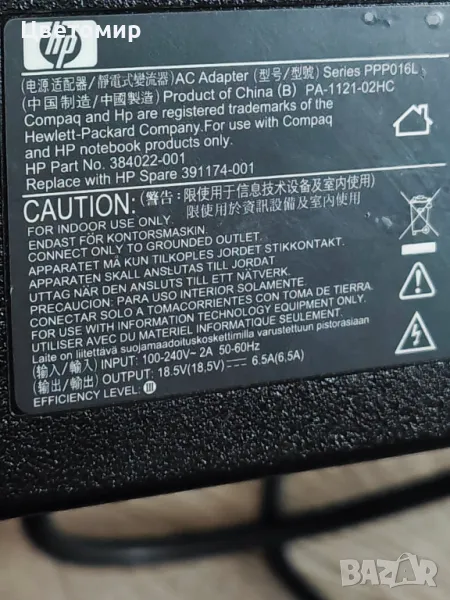 Цветомир
hp
(电源适配器/靜電式變流器) AC Adapter (型号/型號) Series PPP016L
(中国制造/中國製造) Product of China (B) PA-1121-02HC
Compaq and Hp are registered trademarks of the
Hewlett-Packard Company.For use with Compaq
and HP notebook products only.
HP Part No. 384022-001
Replace with HP Spare 391174-001
CAUTION: (警告: 限使用于信息技术设备及室内使用)
限使用於資訊設備及室内使用
FOR INDOOR USE ONLY.
ENDAST FÖR KONTORSMASKIN.
CONNECT ONLY TO GROUNDED OUTLET.
APPARATET MÅ KUN TILKOPLES JORDET STIKKONTAKT.
APPARATEN SKALL ANSLUTAS TILL JORDAT
UTTAG NÄR DEN ANSLUTS TILL ETT NÄTVERK.
PRECAUCION: PARA USO INTERIOR SOLAMENTE.
CONECTAR SOLO A TOMACORIENTES CON TOMA DE TIERRA.
FOR USE WITH INFORMATION TECHNOLOGY EQUIPMENT ONLY.
UTILISER AVEC DU MATERIEL INFORMATIQUE SEULEMENT.
Laite on liitettävä suojamaadoituskoskettimilla varustettuun pistorasiaan
(输入/輸入) INPUT: 100-240V~ 2A 50-60Hz
(输出/輸出) OUTPUT: 18.5V(18,5V)⎓ 6.5A(6.5A)
EFFICIENCY LEVEL: III
BAZAR